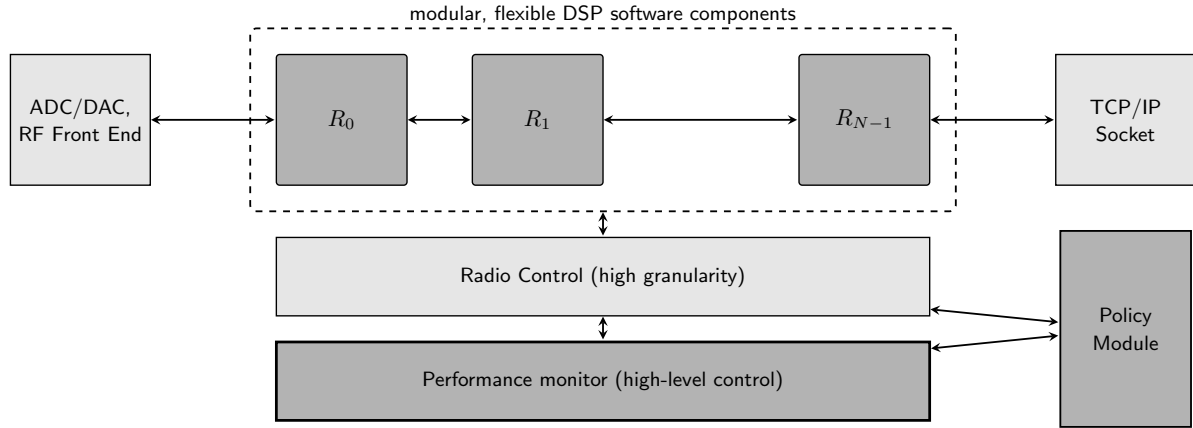 modular, flexible DSP software components
ADC/DAC,
RF Front End
R₀
R₁
R_{N−1}
TCP/IP
Socket
Radio Control (high granularity)
Policy
Module
Performance monitor (high-level control)